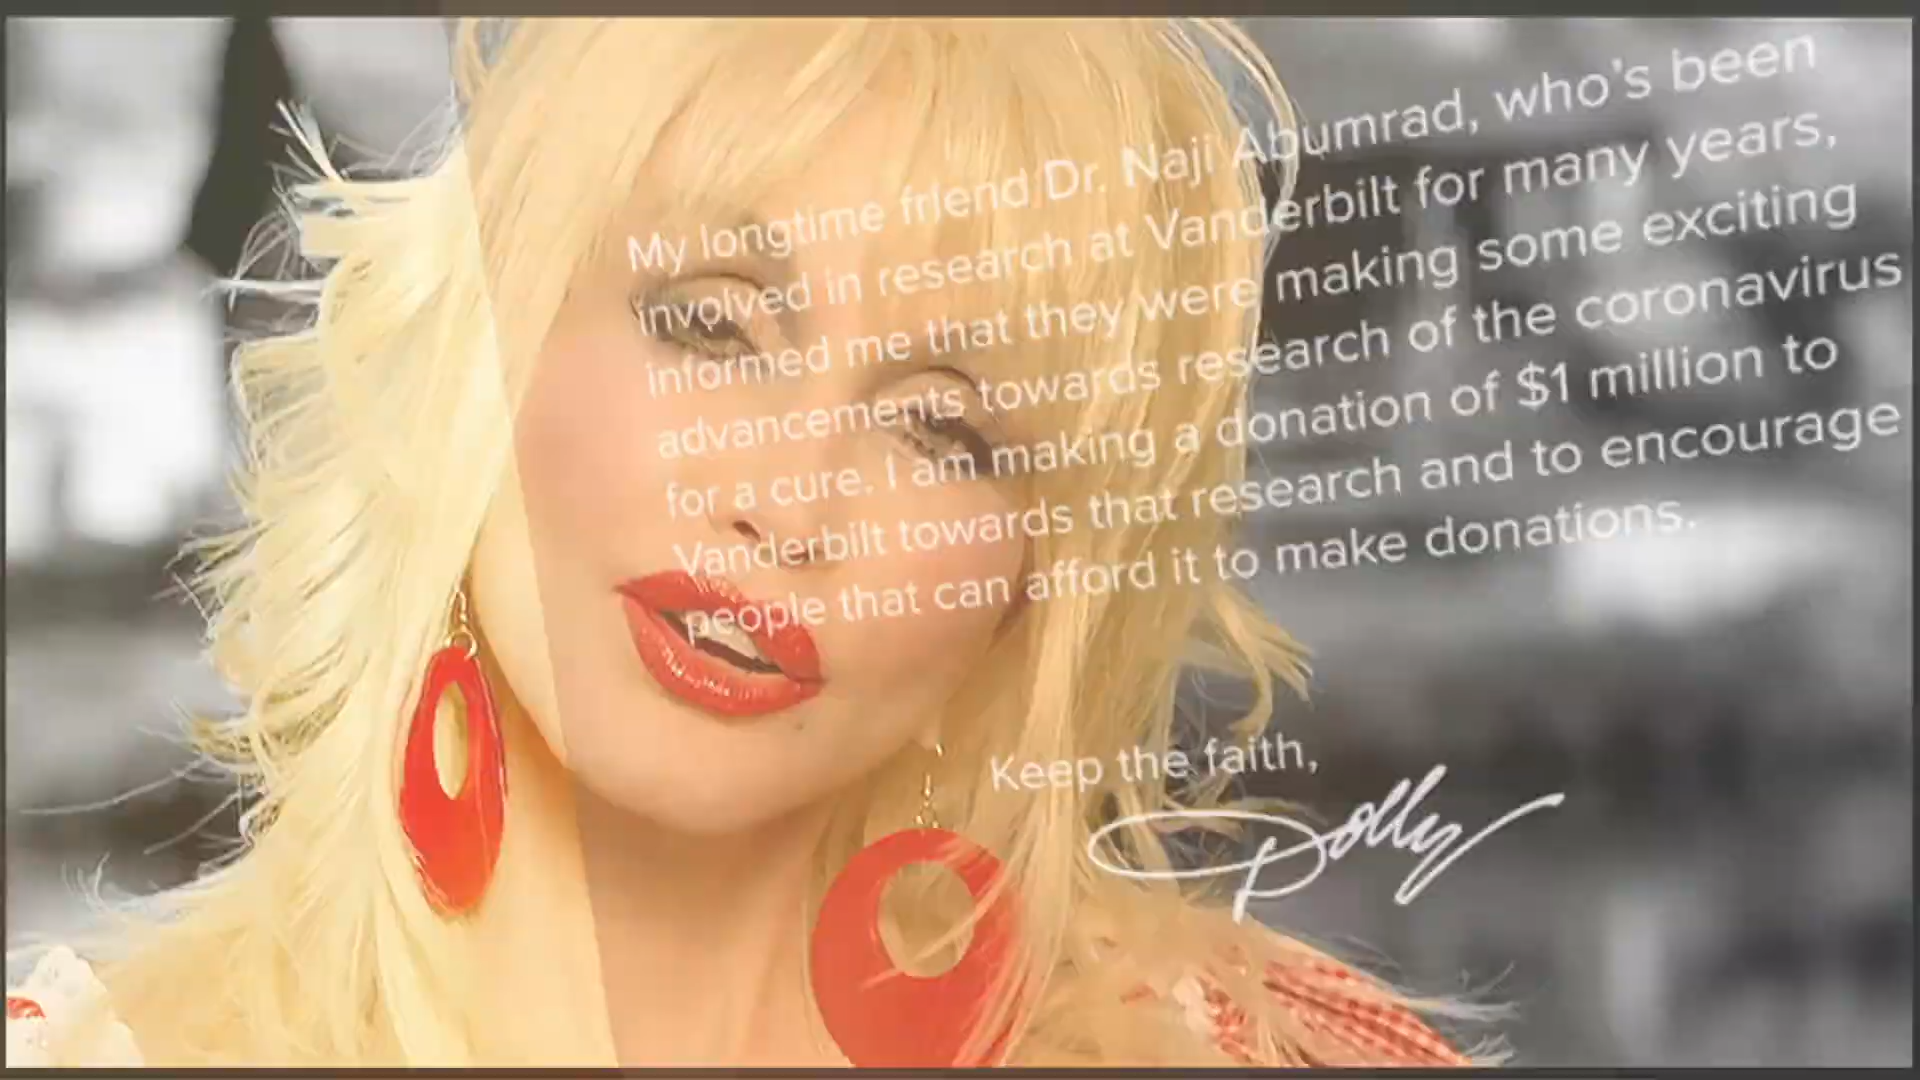 My longtime friend Dr. Naji Abumrad, who's been
involved in research at Vanderbilt for many years,
informed me that they were making some exciting
advancements towards research of the coronavirus
for a cure. I am making a donation of $1 million to
Vanderbilt towards that research and to encourage
people that can afford it to make donations.
Keep the faith,
Dolly